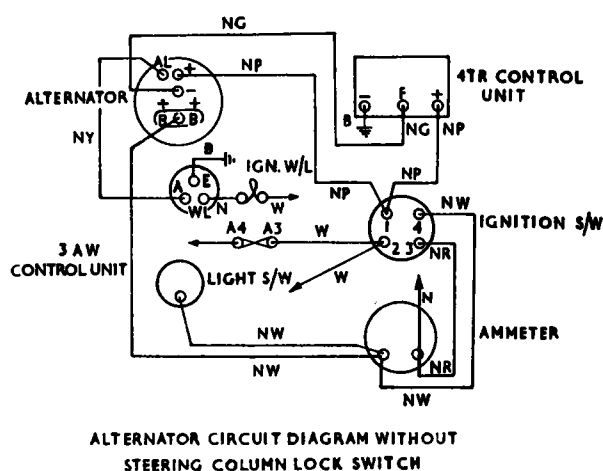 NG
AL + NP
ALTERNATOR
-
+ +
B B
NY
4TR CONTROL
UNIT
- F +
B NG NP
B
A E
WL N
IGN. W/L
W
NP NP
NW
1 4
2 3
IGNITION S/W
A4 A3 W
NR
W
3 AW
CONTROL UNIT
LIGHT S/W
N
AMMETER
NW
NW
NR
NW
NW
ALTERNATOR CIRCUIT DIAGRAM WITHOUT
STEERING COLUMN LOCK SWITCH